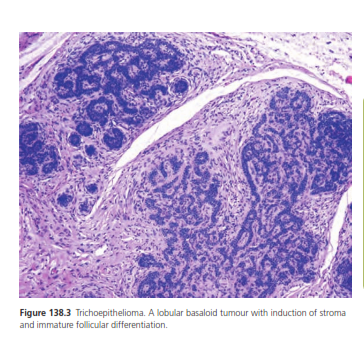 Figure 138.3 Trichoepithelioma. A lobular basaloid tumour with induction of stroma
and immature follicular differentiation.